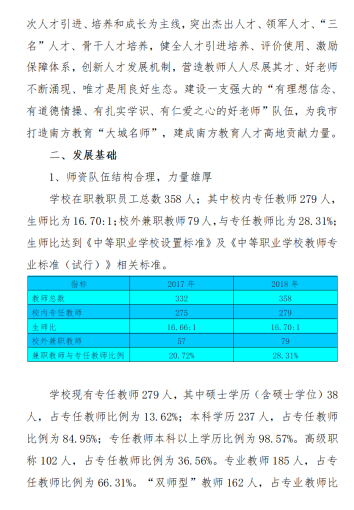 次人才引进、培养和成长为主线，突出杰出人才、领军人才、“三
名”人才、骨干人才培养，健全人才引进培养、评价使用、激励
保障体系，创新人才发展机制，营造教师人人尽展其才、好老师
不断涌现、唯才是用良好生态。建设一支强大的“有理想信念、
有道德情操、有扎实学识、有仁爱之心的好老师”队伍，为我市
打造南方教育“大城名师”，建成南方教育人才高地贡献力量。
二、发展基础
1、师资队伍结构合理，力量雄厚
学校在职教职员工总数 358 人；其中校内专任教师 279 人，
生师比为 16.70:1；校外兼职教师 79 人，与专任教师比为 28.31%；
生师比达到《中等职业学校设置标准》及《中等职业学校教师专
业标准（试行）》相关标准。
指标 2017 年 2018 年
教师总数 332 358
校内专任教师 275 279
生师比 16.66:1 16.70:1
校外兼职教师 57 79
兼职教师与专任教师比例 20.72% 28.31%
学校现有专任教师 279 人，其中硕士学历（含硕士学位）38
人，占专任教师比例为 13.62%；本科学历 237 人，占专任教师
比例为 84.95%；专任教师本科以上学历比例为 98.57%。高级职
称 102 人，占专任教师比例为 36.56%。专业教师 185 人，占专
任教师比例为 66.31%。“双师型”教师 162 人，占专业教师比